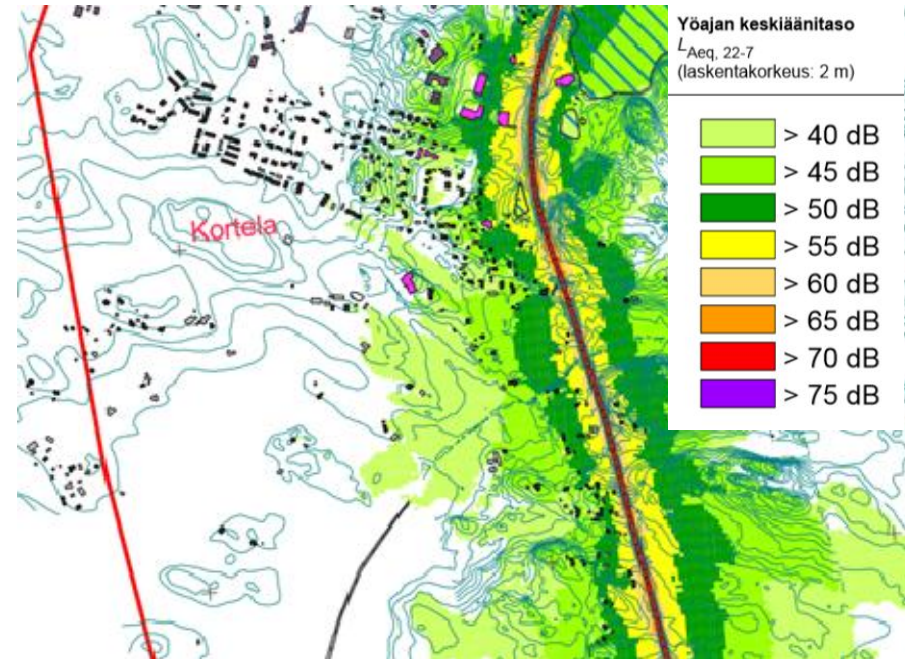 Yöajan keskiäänitaso
LAeq, 22-7
(laskentakorkeus: 2 m)
> 40 dB
> 45 dB
> 50 dB
> 55 dB
> 60 dB
> 65 dB
> 70 dB
> 75 dB
Kortela